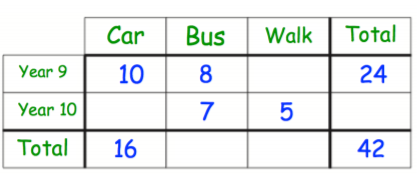 Car Bus Walk Total
Year 9 10 8 24
Year 10 7 5
Total 16 42